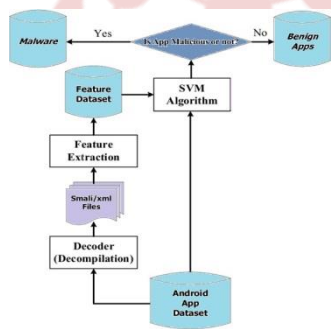 Malware
Yes
Is App Malicious or not?
No
Benign
Apps
Feature
Dataset
SVM
Algorithm
Feature
Extraction
Smali/xml
Files
Decoder
(Decompilation)
Android
App
Dataset